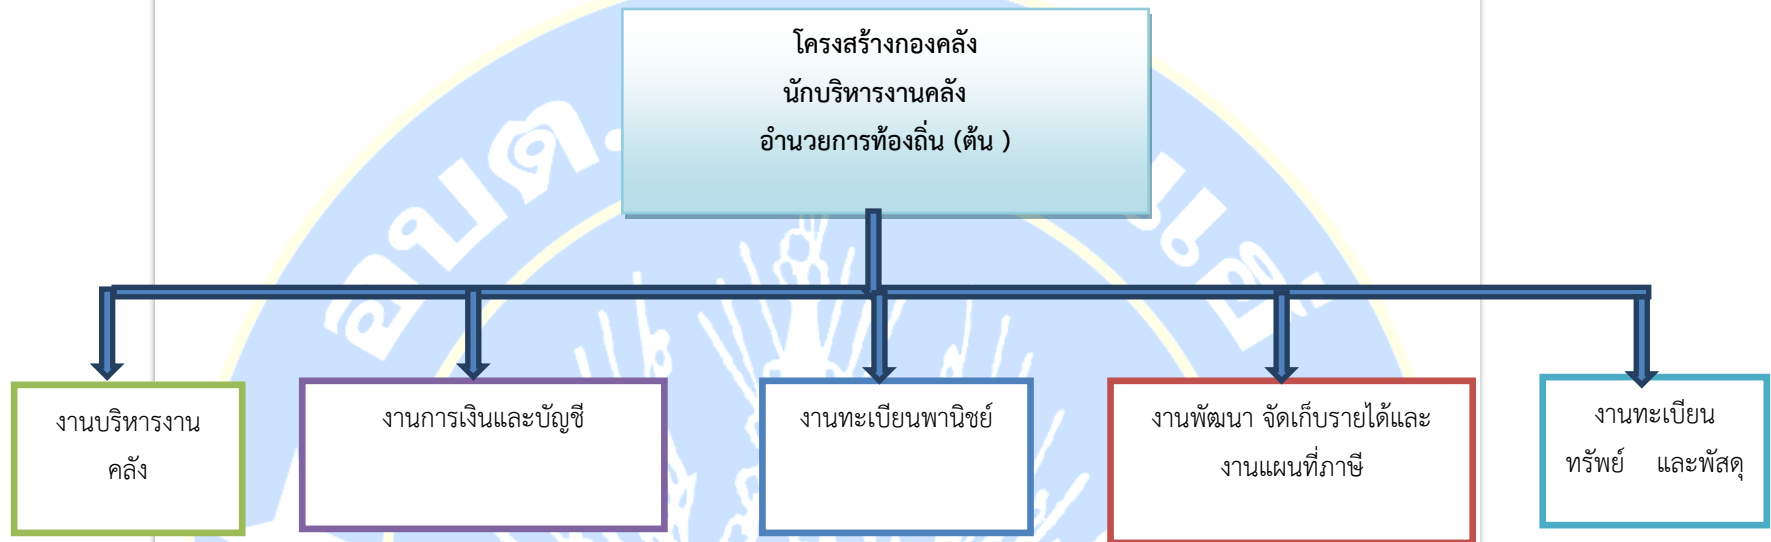 โครงสร้างกองคลัง
นักบริหารงานคลัง
อำนวยการท้องถิ่น (ต้น )
งานบริหารงาน
คลัง
งานการเงินและบัญชี
งานทะเบียนพานิชย์
งานพัฒนา จัดเก็บรายได้และ
งานแผนที่ภาษี
งานทะเบียน
ทรัพย์ และพัสดุ
อบต.